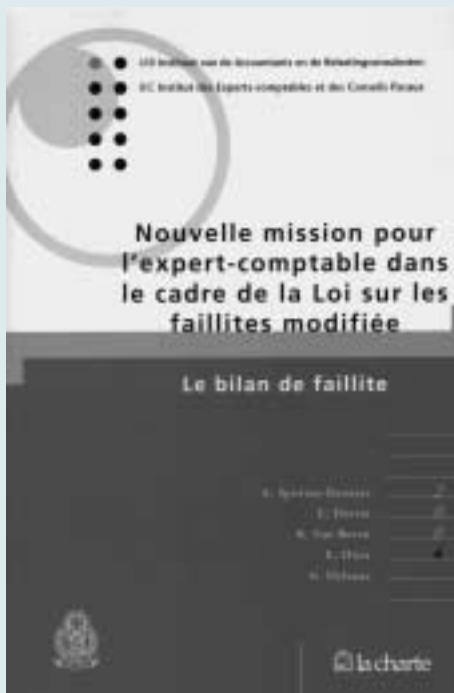 IAB Instituut van de Accountants en de Belastingconsulenten
IEC Institut des Experts-comptables et des Conseils fiscaux
Nouvelle mission pour
l'expert-comptable dans
le cadre de la Loi sur les
faillites modifiée
Le bilan de faillite
la charte